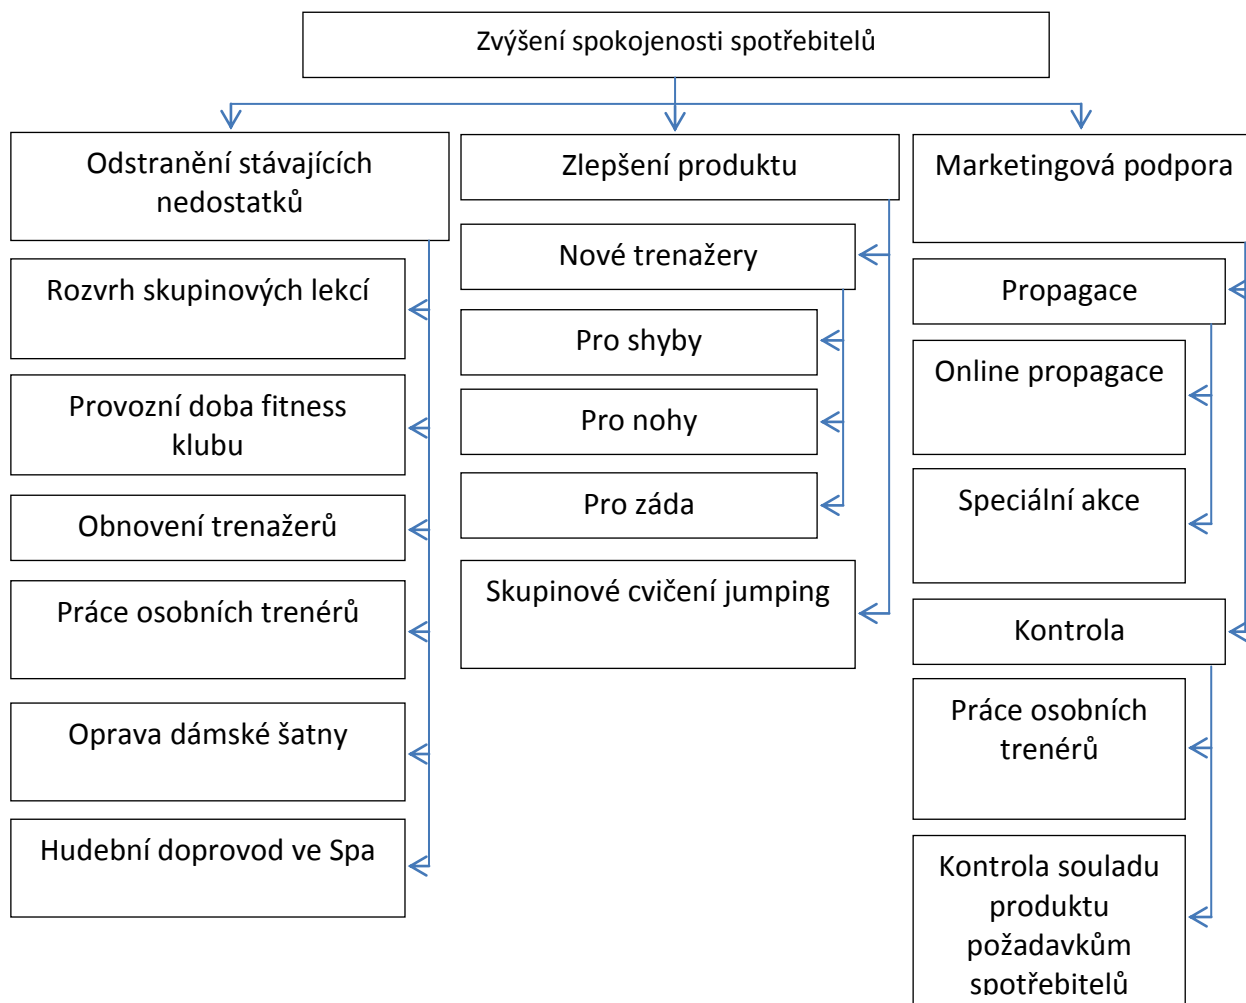 Zvýšení spokojenosti spotřebitelů
Odstranění stávajících
nedostatků
Rozvrh skupinových lekcí
Provozní doba fitness
klubu
Obnovení trenažerů
Práce osobních trenérů
Oprava dámské šatny
Hudební doprovod ve Spa
Zlepšení produktu
Nové trenažery
Pro shyby
Pro nohy
Pro záda
Skupinové cvičení jumping
Marketingová podpora
Propagace
Online propagace
Speciální akce
Kontrola
Práce osobních
trenérů
Kontrola souladu
produktu
požadavkům
spotřebitelů